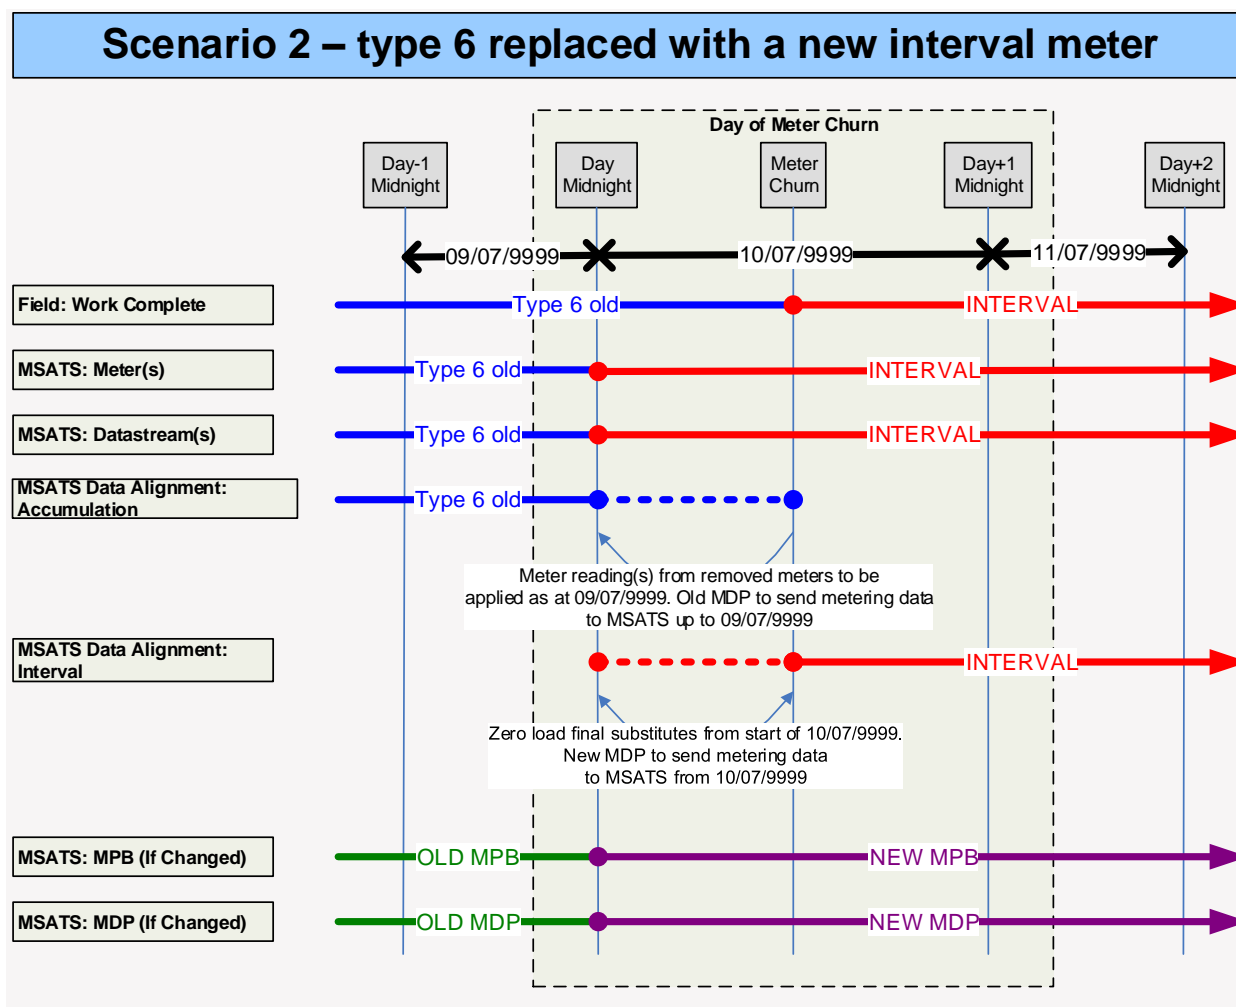 Scenario 2 – type 6 replaced with a new interval meter
Day of Meter Churn
Day-1
Midnight
Day
Midnight
Meter
Churn
Day+1
Midnight
Day+2
Midnight
09/07/9999
10/07/9999
11/07/9999
Field: Work Complete
Type 6 old
INTERVAL
MSATS: Meter(s)
Type 6 old
INTERVAL
MSATS: Datastream(s)
Type 6 old
INTERVAL
MSATS Data Alignment:
Accumulation
Type 6 old
Meter reading(s) from removed meters to be
applied as at 09/07/9999. Old MDP to send metering data
to MSATS up to 09/07/9999
MSATS Data Alignment:
Interval
INTERVAL
Zero load final substitutes from start of 10/07/9999.
New MDP to send metering data
to MSATS from 10/07/9999
MSATS: MPB (If Changed)
OLD MPB
NEW MPB
MSATS: MDP (If Changed)
OLD MDP
NEW MDP